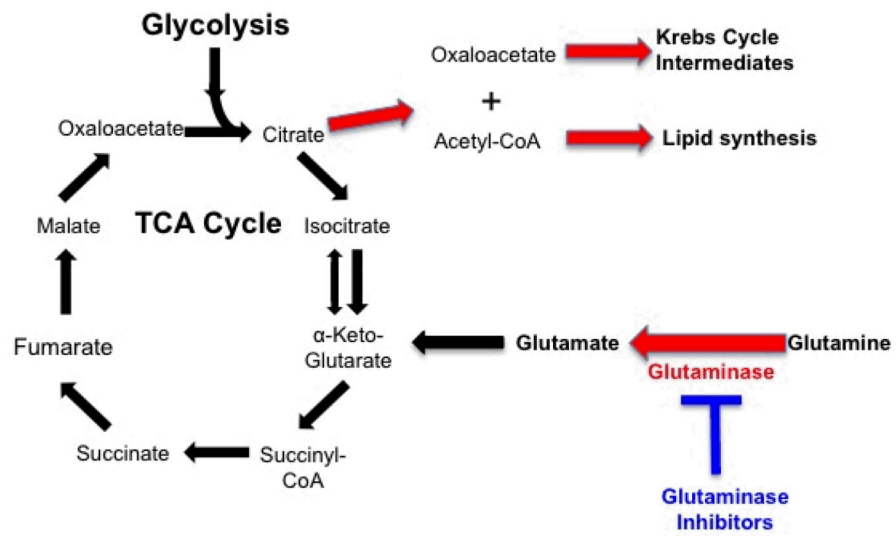 Glycolysis
Oxaloacetate
Krebs Cycle
Intermediates
+
Oxaloacetate
Citrate
Acetyl-CoA
Lipid synthesis
Malate
TCA Cycle
Isocitrate
Fumarate
α-Keto-
Glutarate
Glutamate
Glutamine
Glutaminase
Succinate
Succinyl-
CoA
Glutaminase
Inhibitors